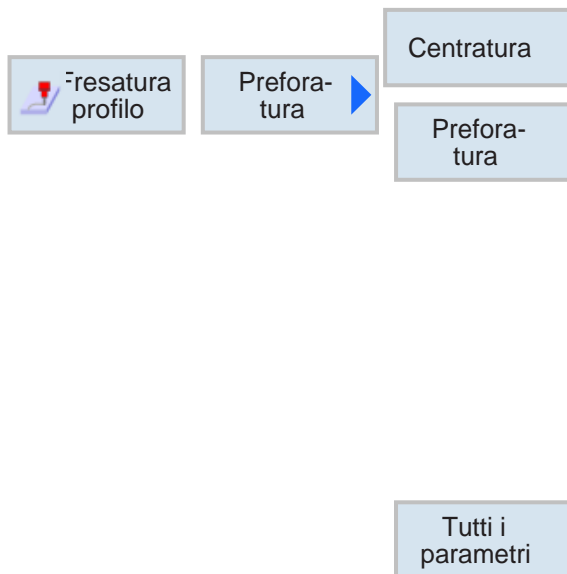 Fresatura
profilo
Prefora-
tura
Centratura
Prefora-
tura
Tutti i
parametri